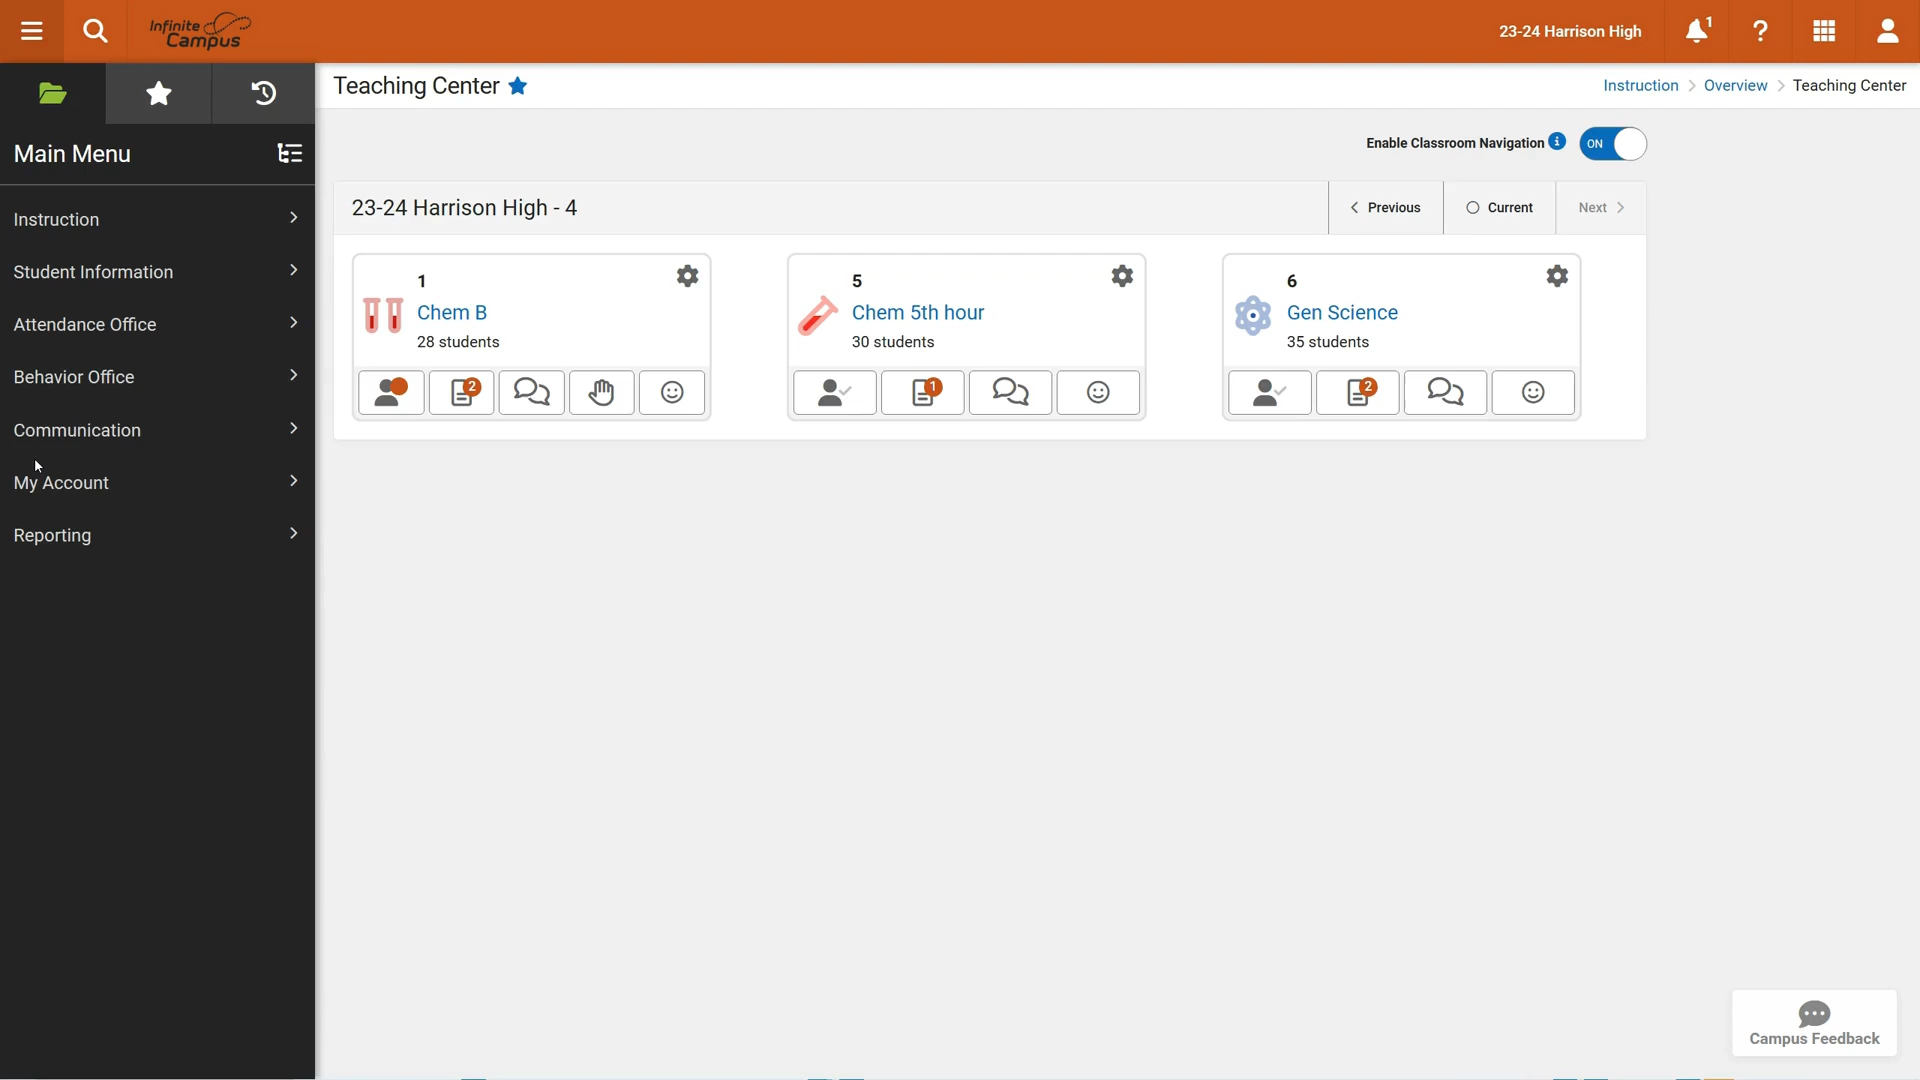 Infinite
Campus
23-24 Harrison High
1
?
Teaching Center
Instruction > Overview > Teaching Center
Main Menu
Enable Classroom Navigation i ON
Instruction
Student Information
Attendance Office
Behavior Office
Communication
My Account
Reporting
23-24 Harrison High - 4
Previous
Current
Next
1
Chem B
28 students
2
5
Chem 5th hour
30 students
1
6
Gen Science
35 students
2
Campus Feedback